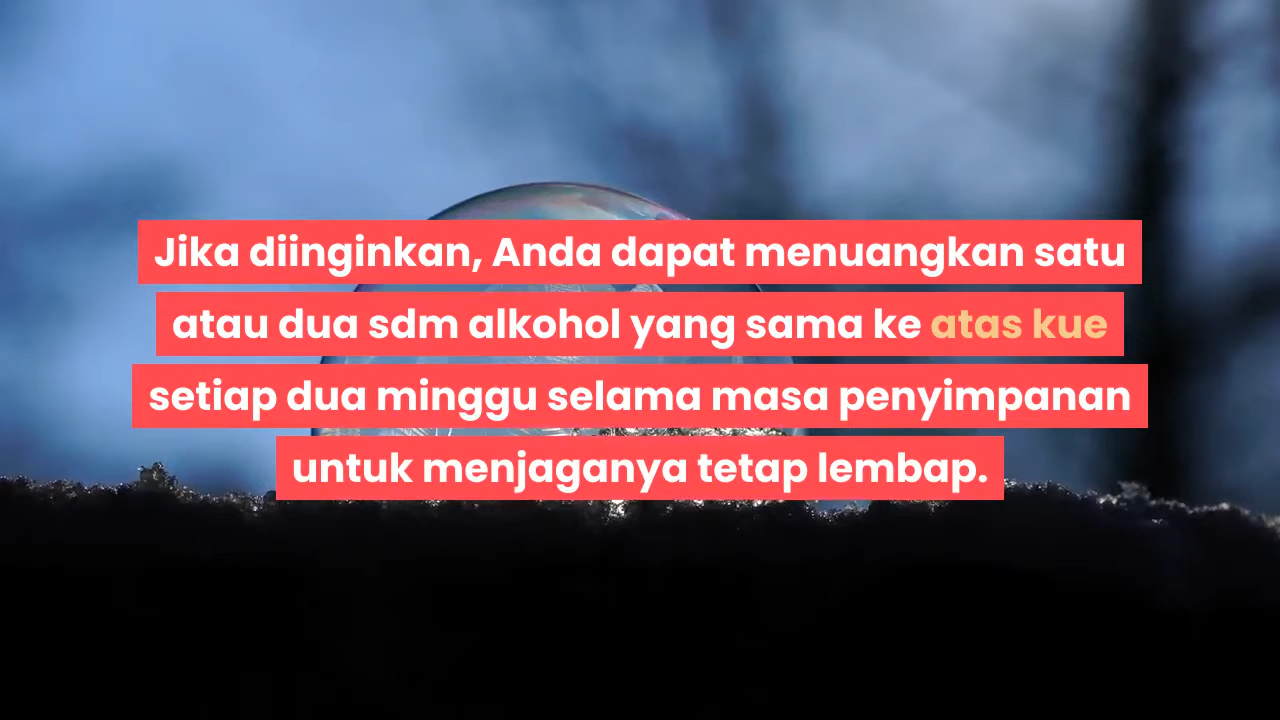 Jika diinginkan, Anda dapat menuangkan satu
atau dua sdm alkohol yang sama ke atas kue
setiap dua minggu selama masa penyimpanan
untuk menjaganya tetap lembap.